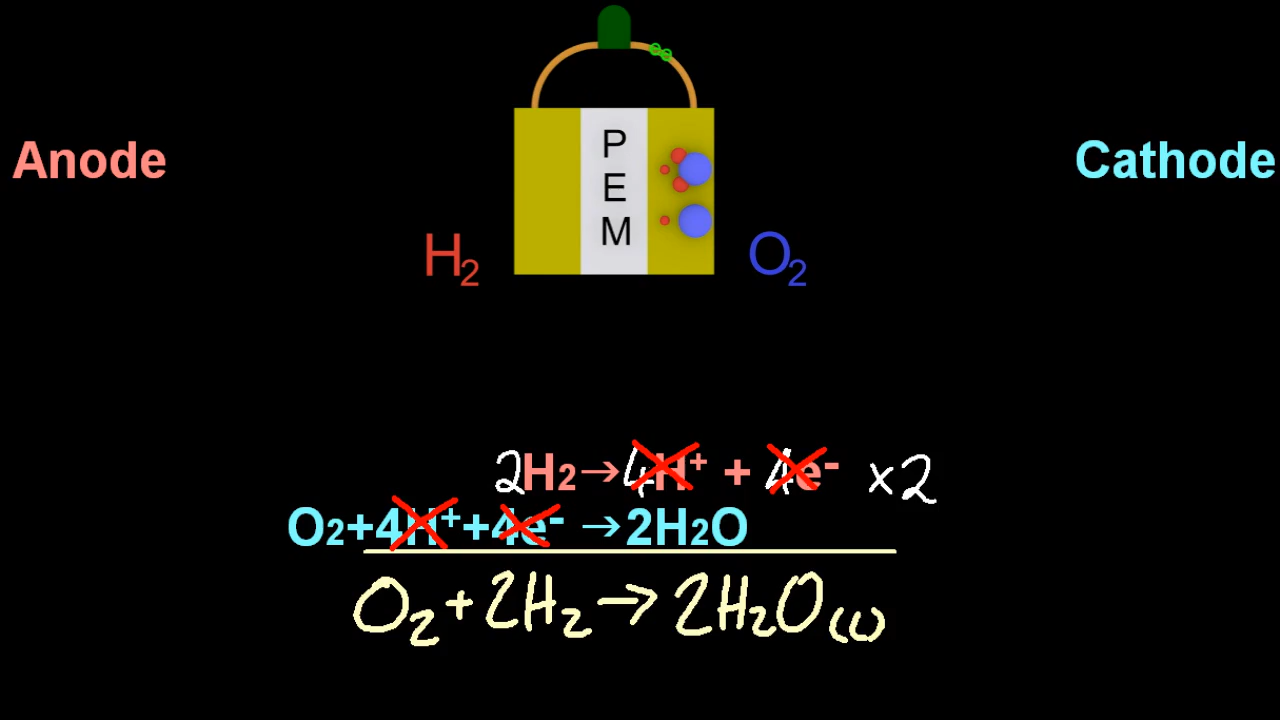 Anode
P
E
M
Cathode
H₂
O₂
2H₂→4H⁺ + 4e⁻ ×2
O₂+4H⁺+4e⁻ →2H₂O
O₂+2H₂→2H₂O(l)